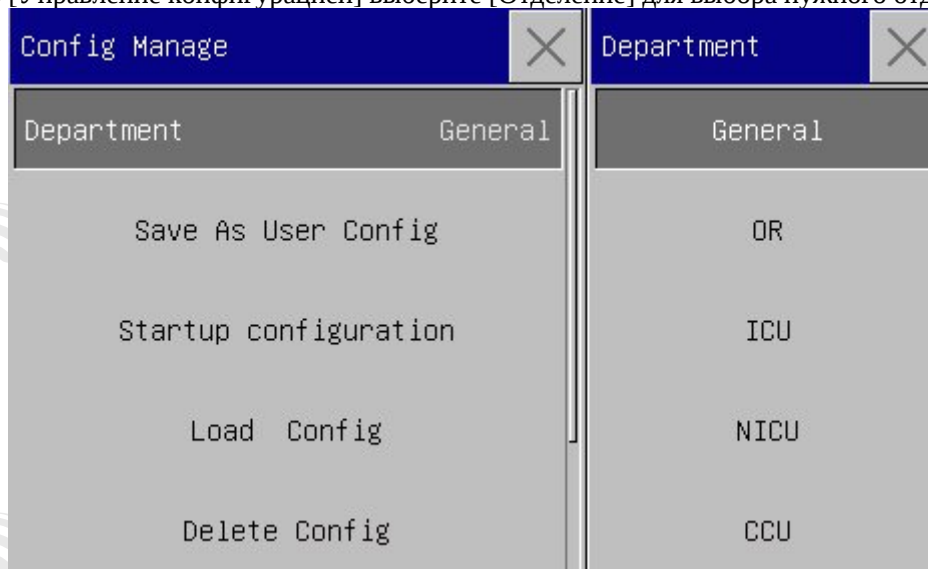 [Управление конфигурацией] выберите [Отделение] для выбора нужного
Config Manage
Department General
Save As User Config
Startup configuration
Load Config
Delete Config
Department
General
OR
ICU
NICU
CCU